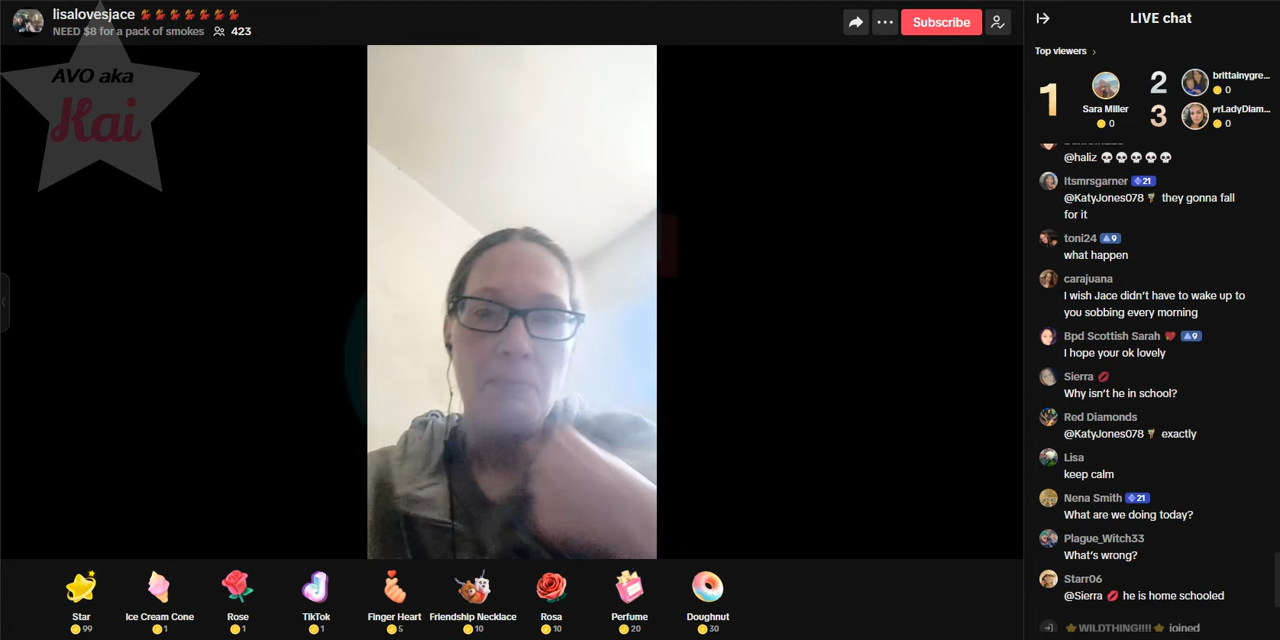 lisalovesjace 💃💃💃💃💃💃💃
NEED $8 for a pack of smokes 423
Subscribe
AVO aka
Kai
LIVE chat
Top viewers >
1
Sara Miller
0
2
brittainygre...
0
3
PTLadyDiam...
0
@haliz 💀💀💀💀💀
Itsmrsgarner 21
@KatyJones078 they gonna fall
for it
toni24 9
what happen
carajuana
I wish Jace didn't have to wake up to
you sobbing every morning
Bpd Scottish Sarah 9
I hope your ok lovely
Sierra 💋
Why isn't he in school?
Red Diamonds
@KatyJones078 exactly
Lisa
keep calm
Nena Smith 21
What are we doing today?
Plague_Witch33
What's wrong?
Starr06
@Sierra 💋 he is home schooled
WILDTHING!!!! joined
Star
99
Ice Cream Cone
1
Rose
1
TikTok
1
Finger Heart
5
Friendship Necklace
10
Rosa
10
Perfume
20
Doughnut
30